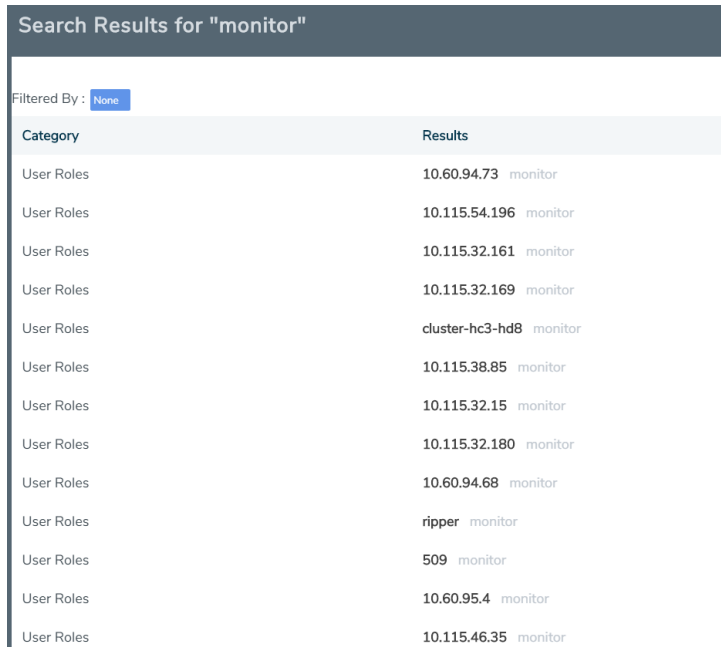 Search Results for "monitor"
Filtered By : None
Category Results
User Roles 10.60.94.73 monitor
User Roles 10.115.54.196 monitor
User Roles 10.115.32.161 monitor
User Roles 10.115.32.169 monitor
User Roles cluster-hc3-hd8 monitor
User Roles 10.115.38.85 monitor
User Roles 10.115.32.15 monitor
User Roles 10.115.32.180 monitor
User Roles 10.60.94.68 monitor
User Roles ripper monitor
User Roles 509 monitor
User Roles 10.60.95.4 monitor
User Roles 10.115.46.35 monitor